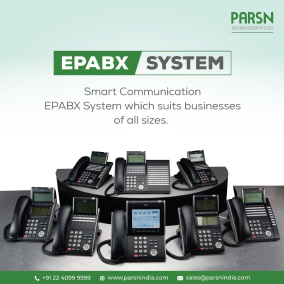 PARSN
EPABX SYSTEM
Smart Communication
EPABX System which suits businesses
of all sizes.
+91 22 4099 9999 www.parsnindia.com sales@parsnindia.com